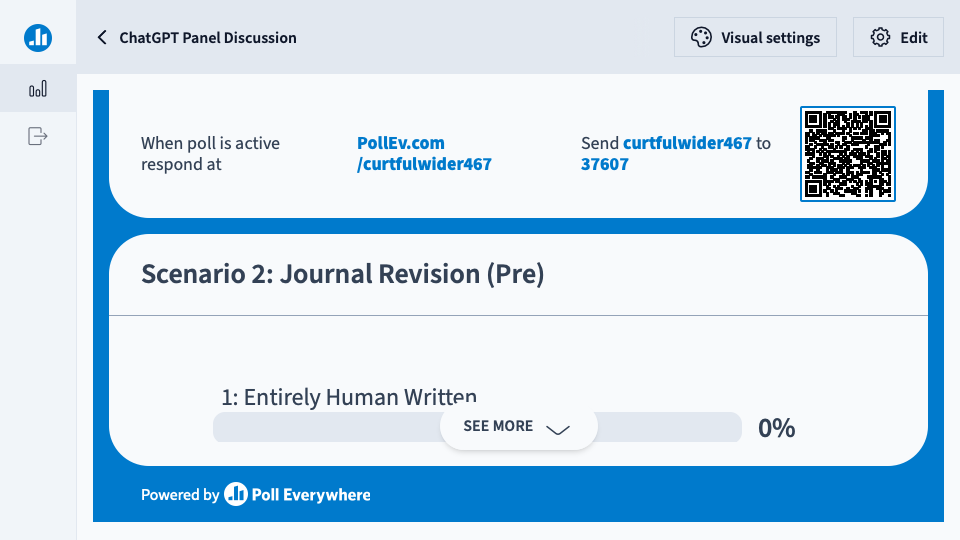 ChatGPT Panel Discussion
Visual settings
Edit
When poll is active
respond at
PollEv.com
/curtfulwider467
Send curtfulwider467 to
37607
Scenario 2: Journal Revision (Pre)
1: Entirely Human Written
0%
SEE MORE
Powered by Poll Everywhere